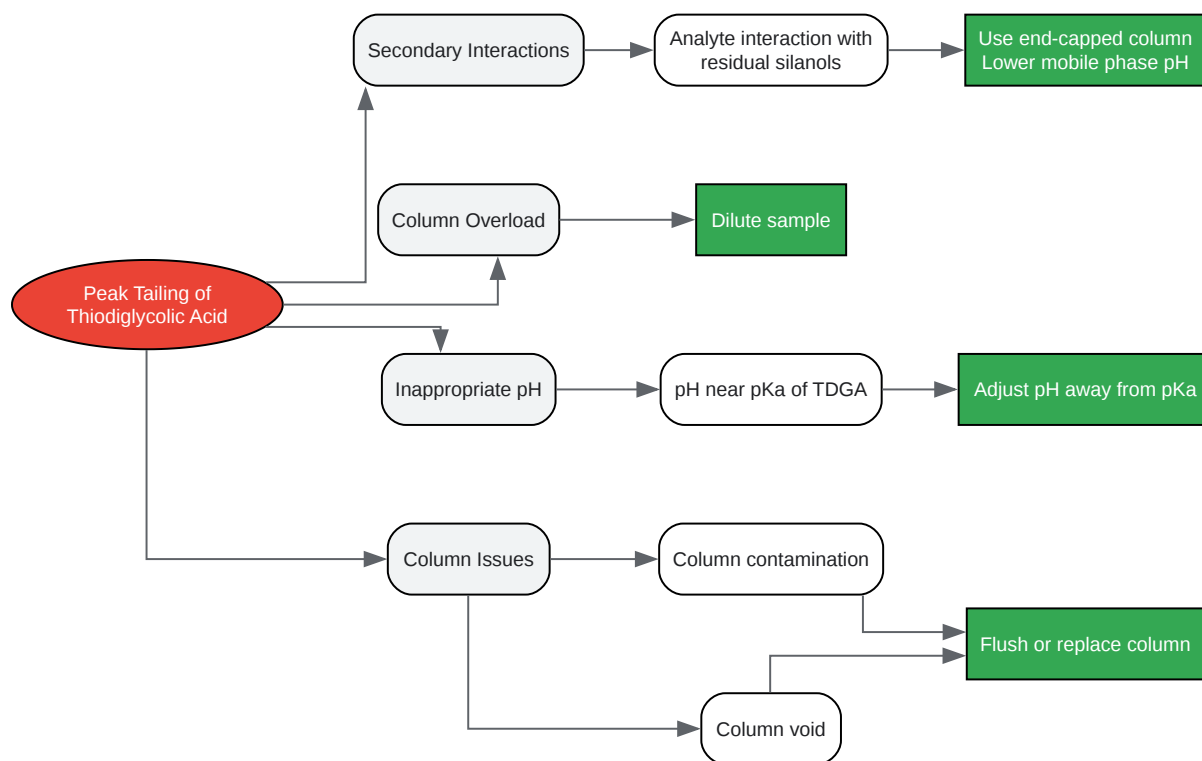 Secondary Interactions
Analyte interaction with
residual silanols
Use end-capped column
Lower mobile phase pH
Column Overload
Dilute sample
Peak Tailing of
Thiodiglycolic Acid
Inappropriate pH
pH near pKa of TDGA
Adjust pH away from pKa
Column Issues
Column contamination
Flush or replace column
Column void